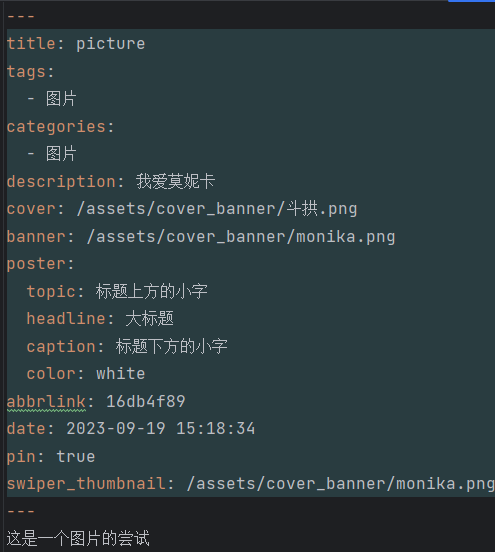 ---
title: picture
tags:
  - 图片
categories:
  - 图片
description: 我爱莫妮卡
cover: /assets/cover_banner/斗拱.png
banner: /assets/cover_banner/monika.png
poster:
  topic: 标题上方的小字
  headline: 大标题
  caption: 标题下方的小字
  color: white
abbrlink: 16db4f89
date: 2023-09-19 15:18:34
pin: true
swiper_thumbnail: /assets/cover_banner/monika.png
---
这是一个图片的尝试